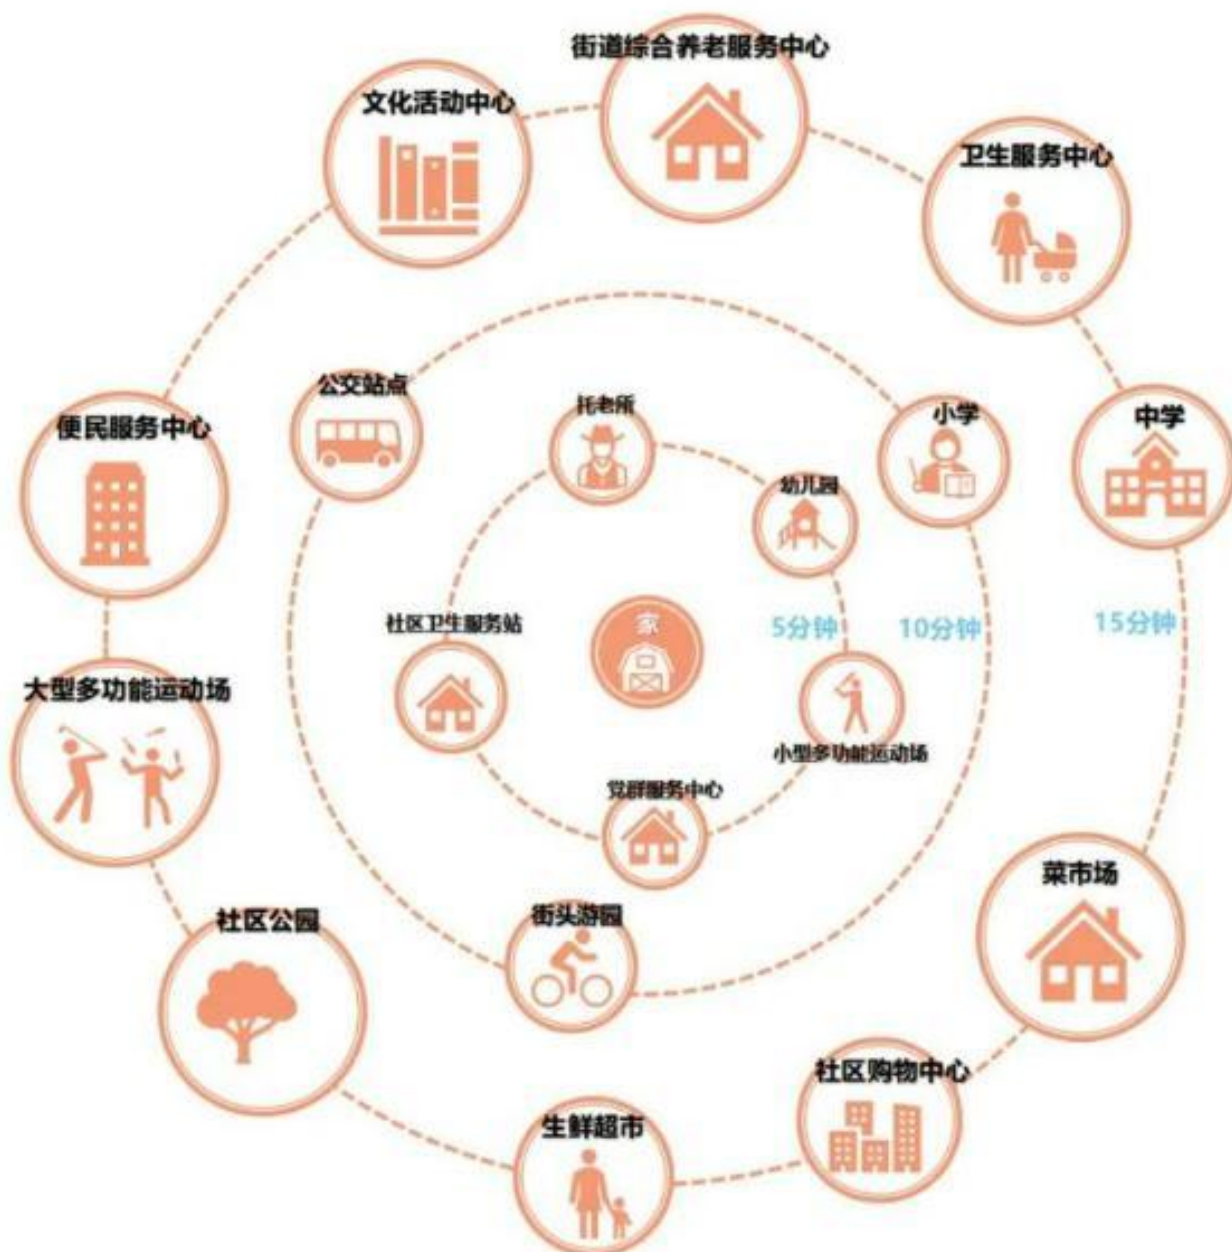 街道综合养老服务中心
文化活动中心
卫生服务中心
公交站点
托老所
小学
中学
便民服务中心
幼儿园
社区卫生服务站
家
5分钟
10分钟
15分钟
大型多功能运动场
小型多功能运动场
党群服务中心
菜市场
社区公园
街头游园
社区购物中心
生鲜超市